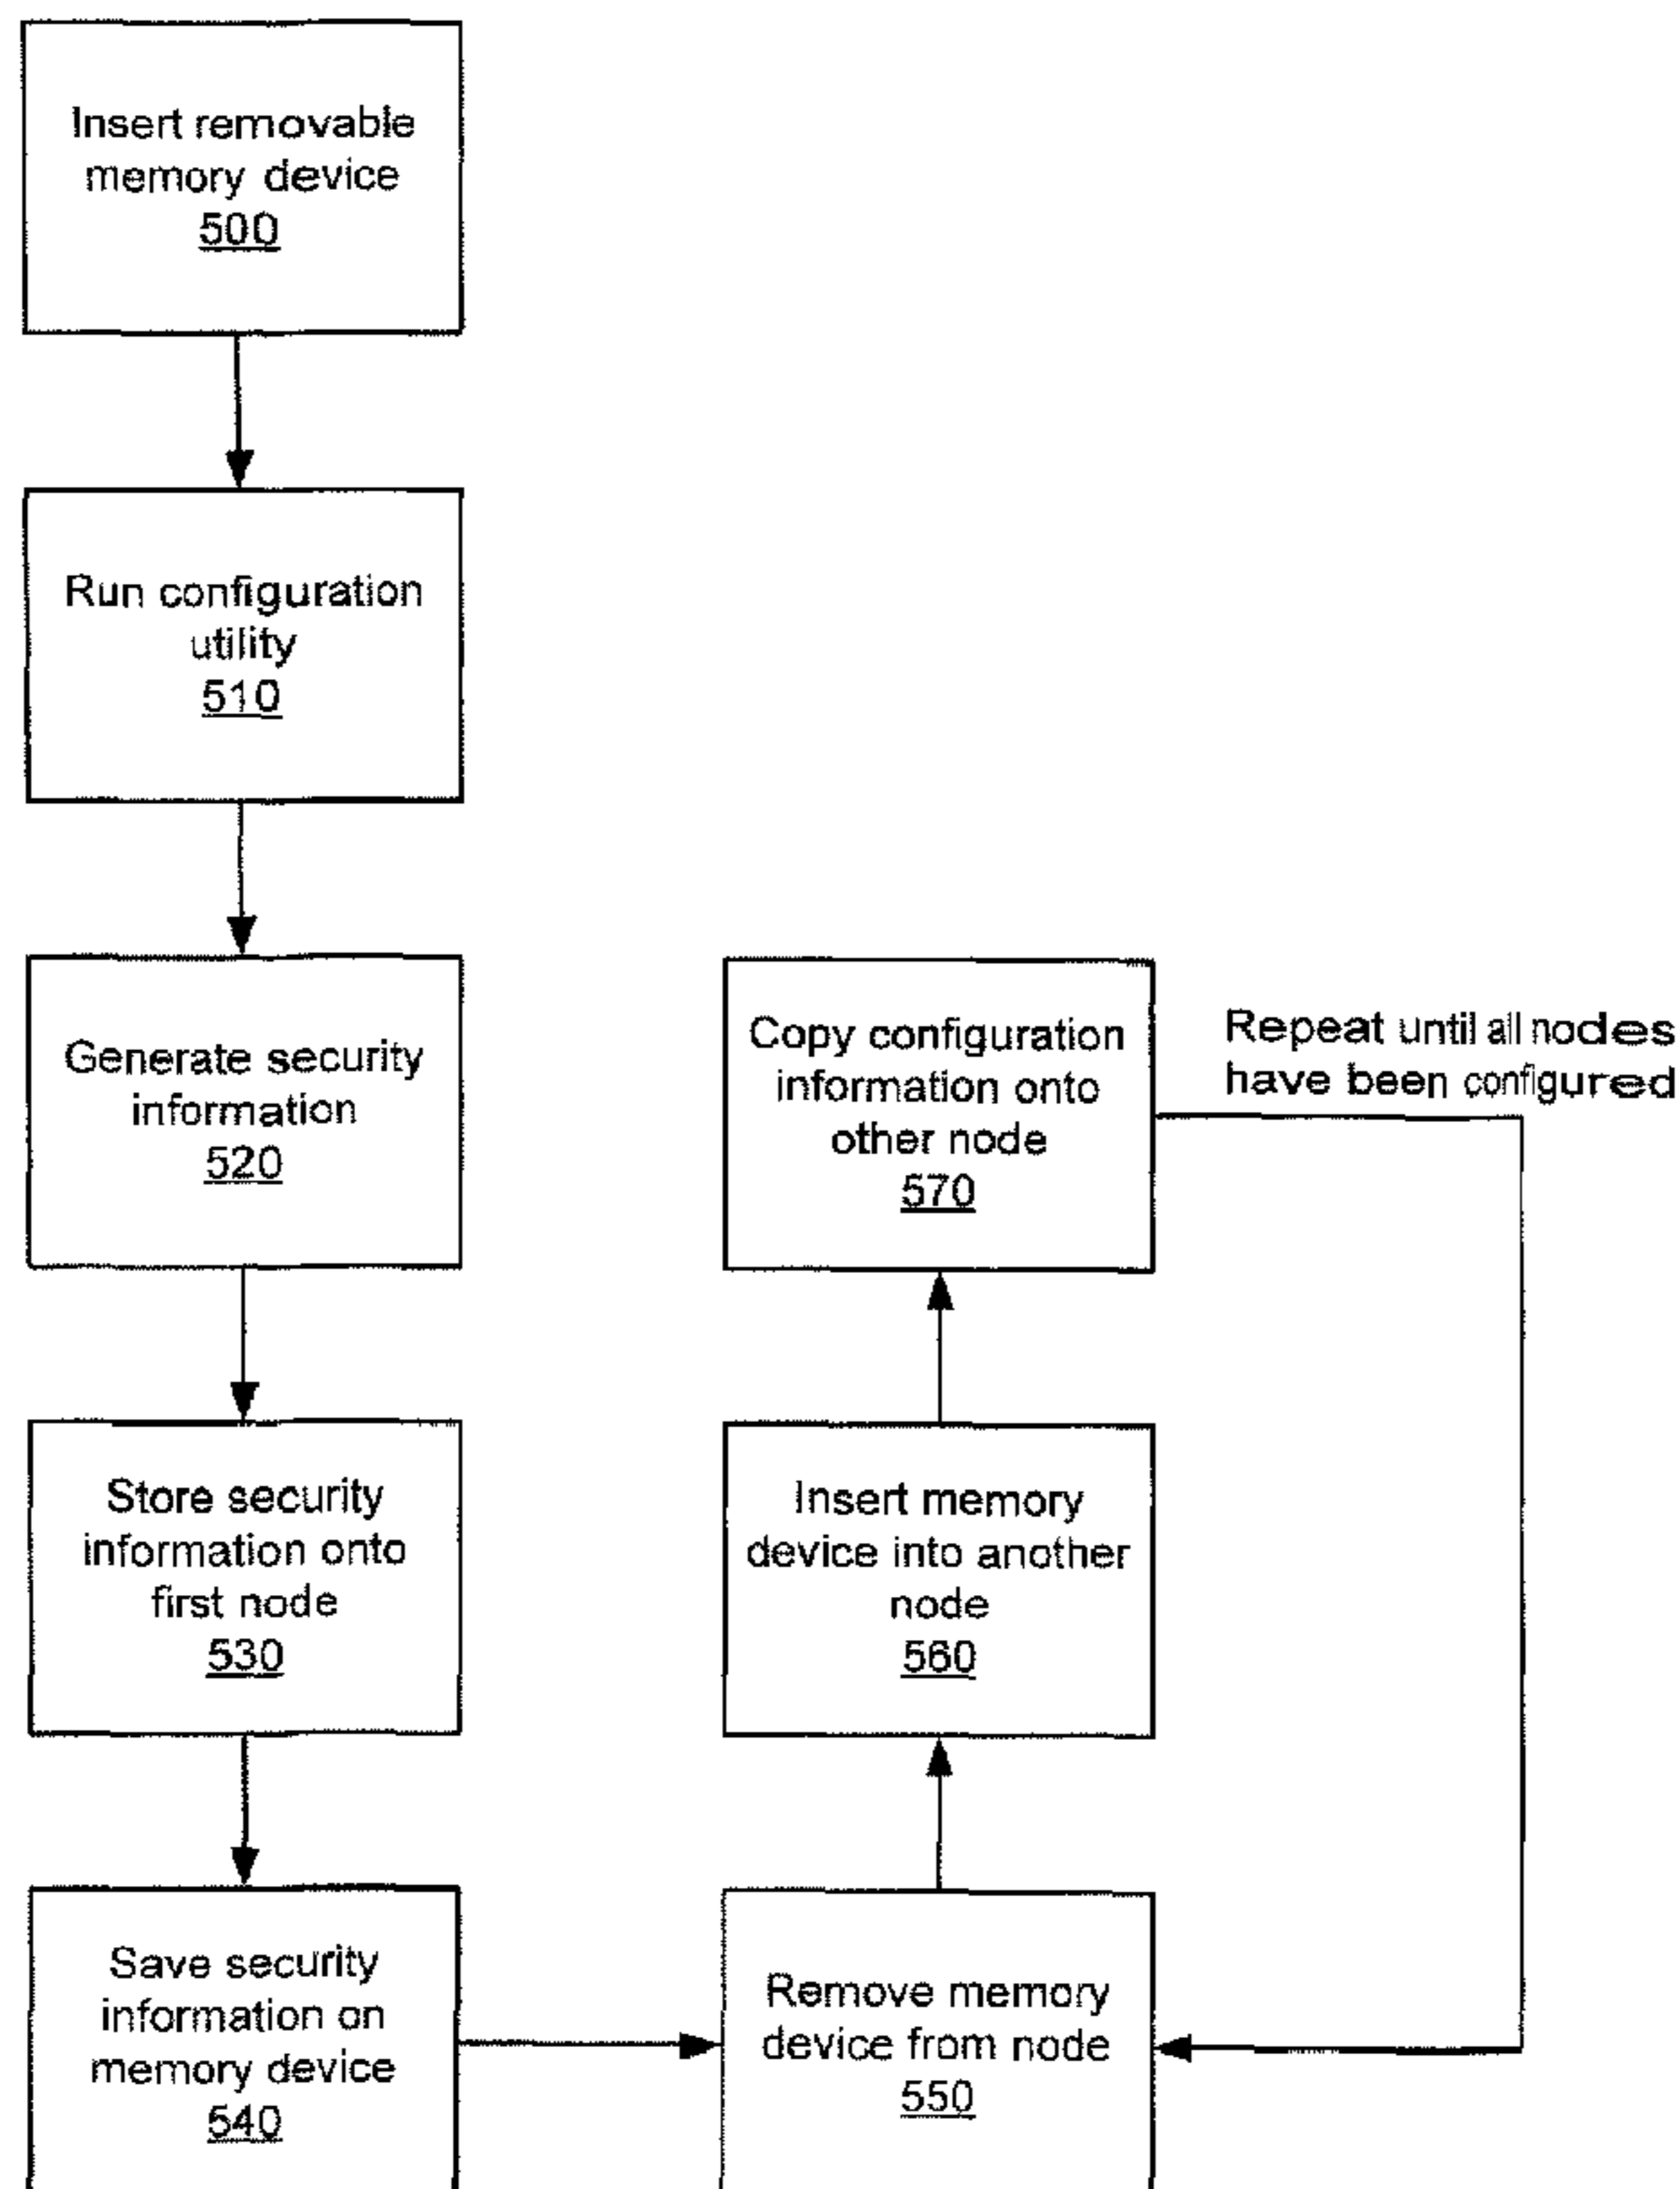 Insert removable
memory device
500
Run configuration
utility
510
Generate security
information
520
Store security
information onto
first node
530
Save security
information on
memory device
540
Remove memory
device from node
550
Insert memory
device into another
node
560
Copy configuration
information onto
other node
570
Repeat until all nodes
have been configured